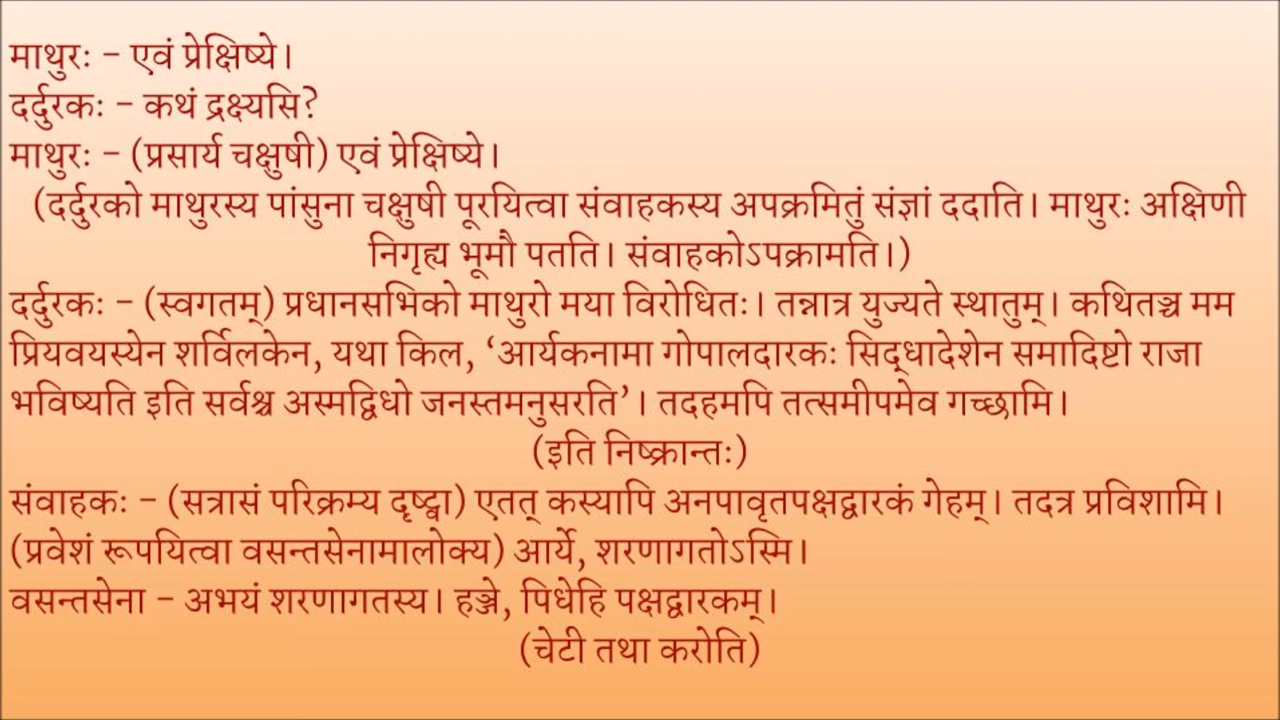 माथुरः – एवं प्रेक्षिष्ये।
दर्दुरकः – कथं द्रक्ष्यसि?
माथुरः – (प्रसार्य चक्षुषी) एवं प्रेक्षिष्ये।
(दर्दुरको माथुरस्य पांसुना चक्षुषी पूरयित्वा संवाहकस्य अपक्रमितुं संज्ञां ददाति। माथुरः अक्षिणी
निगृह्य भूमौ पतति। संवाहकोऽपक्रामति।)
दर्दुरकः – (स्वगतम्) प्रधानसभिको माथुरो मया विरोधितः। तन्नात्र युज्यते स्थातुम्। कथितञ्च मम
प्रियवयस्येन शर्विलकेन, यथा किल, ‘आर्यकनामा गोपालदारकः सिद्धादेशेन समादिष्टो राजा
भविष्यति इति सर्वश्च अस्मद्विधो जनस्तमनुसरति’। तदहमपि तत्समीपमेव गच्छामि।
(इति निष्क्रान्तः)
संवाहकः – (सत्रासं परिक्रम्य दृष्ट्वा) एतत् कस्यापि अनपावृतपक्षद्वारकं गेहम्। तदत्र प्रविशामि।
(प्रवेशं रूपयित्वा वसन्तसेनामालोक्य) आर्ये, शरणागतोऽस्मि।
वसन्तसेना – अभयं शरणागतस्य। हञ्जे, पिधेहि पक्षद्वारकम्।
(चेटी तथा करोति)